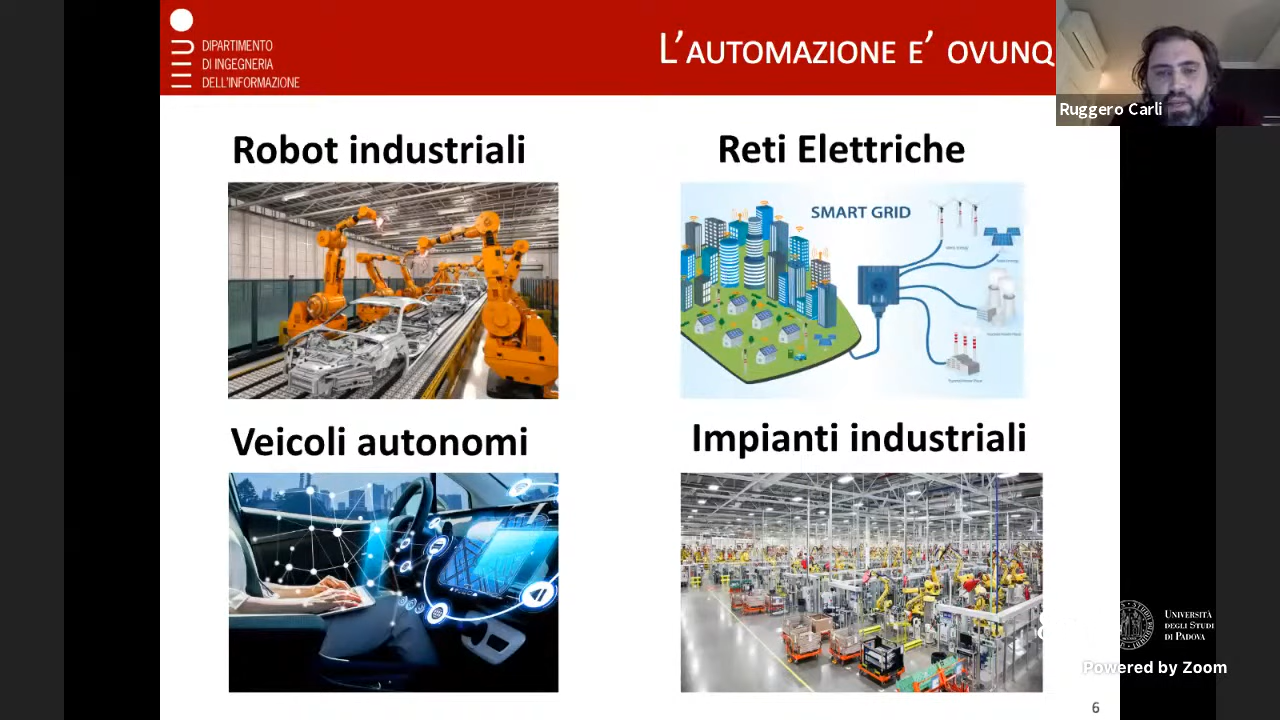 DIPARTIMENTO
DI INGEGNERIA
DELL'INFORMAZIONE
L'AUTOMAZIONE E' OVUNQ
Ruggero Carli
Robot industriali
Reti Elettriche
SMART GRID
Veicoli autonomi
Impianti industriali
UNIVERSITÀ
DEGLI STUDI
DI PADOVA
Powered by Zoom
6